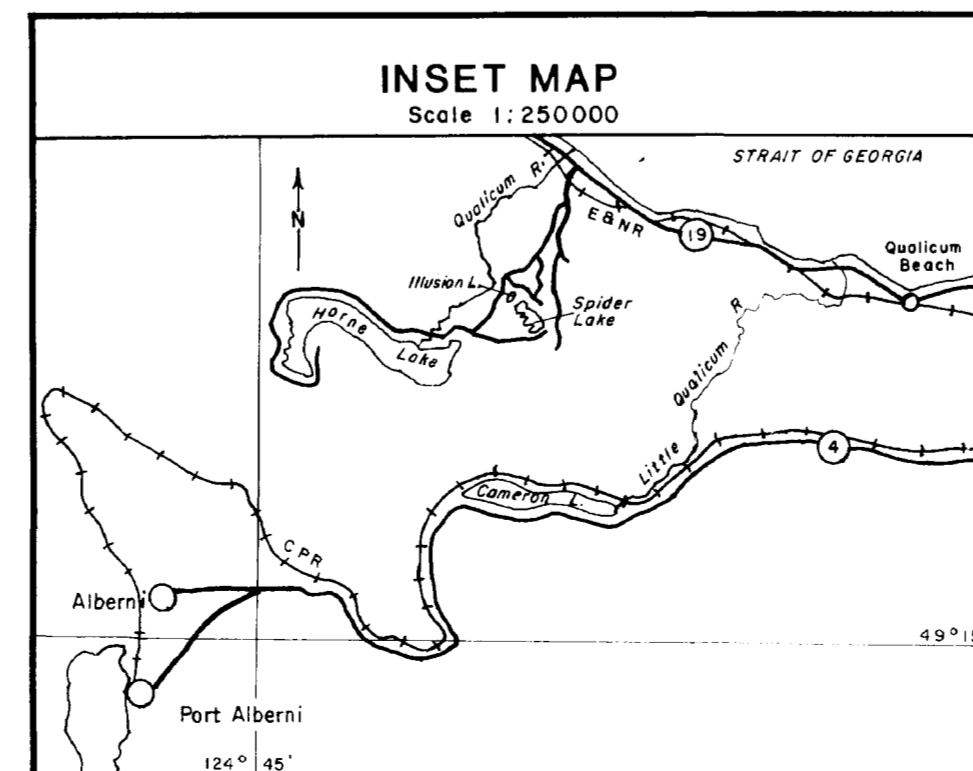 INSET MAP
Scale 1:250000
STRAIT OF GEORGIA
Qualicum R.
N
E&NR
19
Qualicum
Beach
Illusion L.
Spider
Lake
Horne
Lake
Little Qualicum R
4
Cameron L.
CPR
Alberni
49°15
Port Alberni
124° 45'